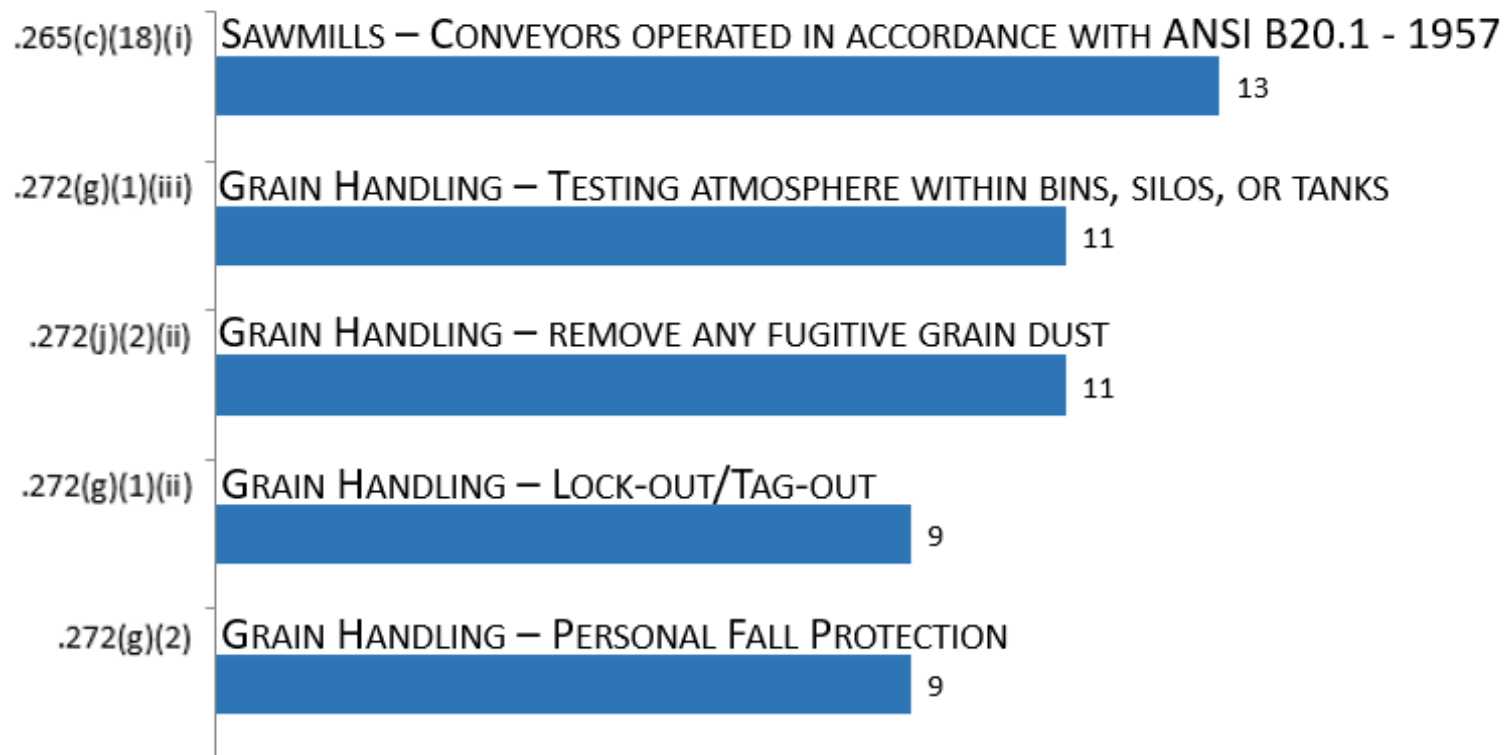 .265(c)(18)(i) Sawmills – Conveyors operated in accordance with ANSI B20.1 - 1957
13
.272(g)(1)(iii) Grain Handling – Testing atmosphere within bins, silos, or tanks
11
.272(j)(2)(ii) Grain Handling – remove any fugitive grain dust
11
.272(g)(1)(ii) Grain Handling – Lock-out/Tag-out
9
.272(g)(2) Grain Handling – Personal Fall Protection
9